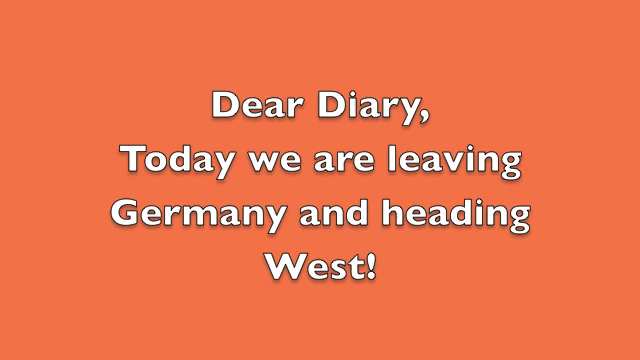 Dear Diary,
Today we are leaving
Germany and heading
West!